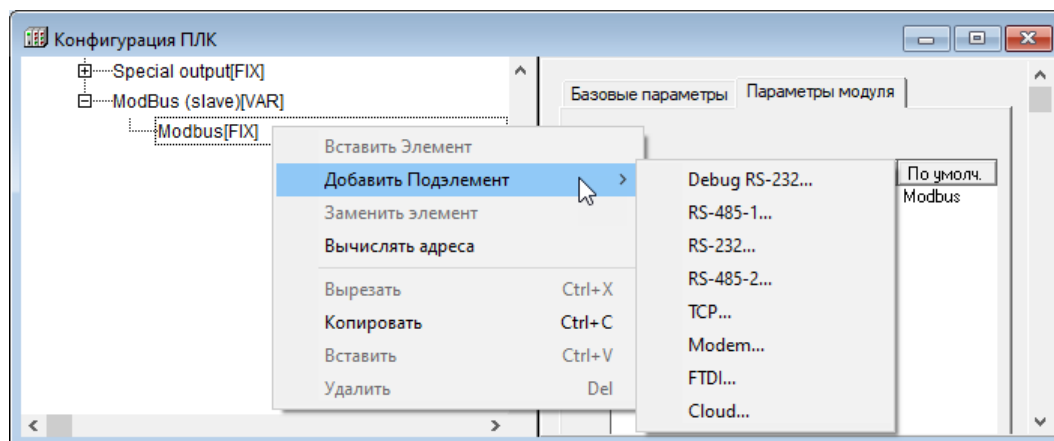 Конфигурация ПЛК
Special output[FIX]
ModBus (slave)[VAR]
Modbus[FIX]
Базовые параметры Параметры модуля
По умолч.
Modbus
Вставить Элемент
Добавить Подэлемент
Заменить элемент
Вычислять адреса
Вырезать Ctrl+X
Копировать Ctrl+C
Вставить Ctrl+V
Удалить Del
Debug RS-232...
RS-485-1...
RS-232...
RS-485-2...
TCP...
Modem...
FTDI...
Cloud...